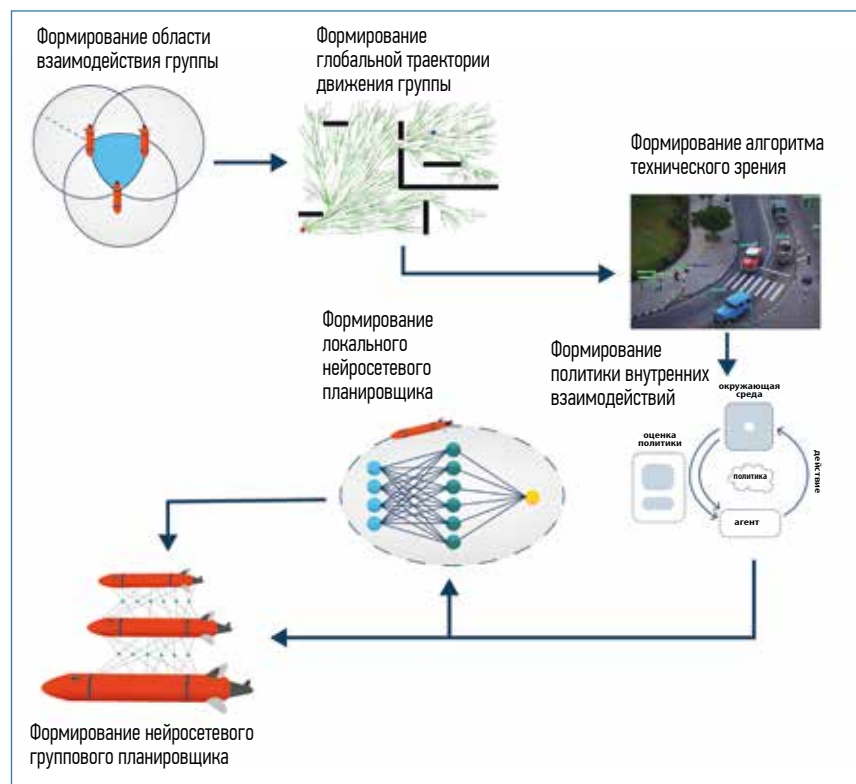 Формирование области
взаимодействия группы
Формирование
глобальной траектории
движения группы
Формирование алгоритма
технического зрения
Формирование
локального
нейросетевого
планировщика
Формирование
политики внутренних
взаимодействий
окружающая
среда
оценка
политики
политика
действие
агент
Формирование нейросетевого
группового планировщика